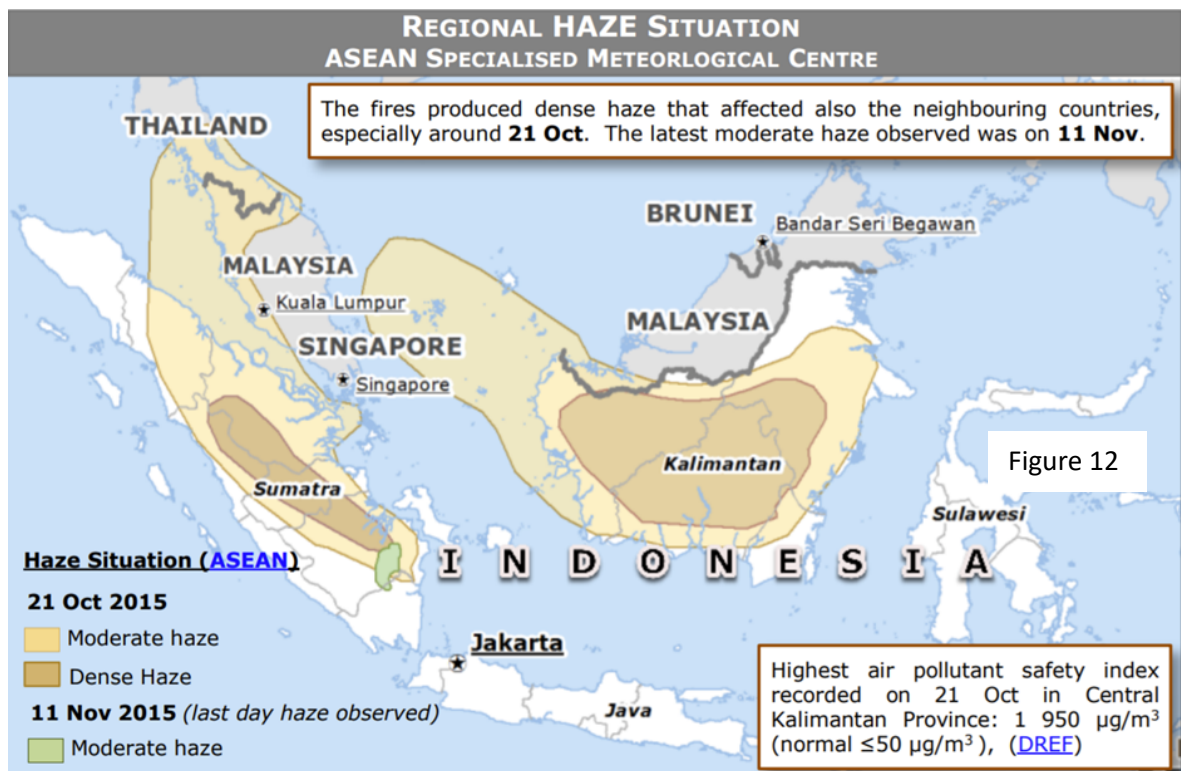 REGIONAL HAZE SITUATION
ASEAN SPECIALISED METEORLOGICAL CENTRE
The fires produced dense haze that affected also the neighbouring countries,
especially around 21 Oct. The latest moderate haze observed was on 11 Nov.
THAILAND
BRUNEI
Bandar Seri Begawan
MALAYSIA
Kuala Lumpur
MALAYSIA
SINGAPORE
Singapore
Kalimantan
Figure 12
Sumatra
Sulawesi
INDONESIA
Haze Situation (ASEAN)
21 Oct 2015
Moderate haze
Dense Haze
11 Nov 2015 (last day haze observed)
Moderate haze
Jakarta
Java
Highest air pollutant safety index
recorded on 21 Oct in Central
Kalimantan Province: 1 950 µg/m³
(normal ≤50 µg/m³ ), (DREF)